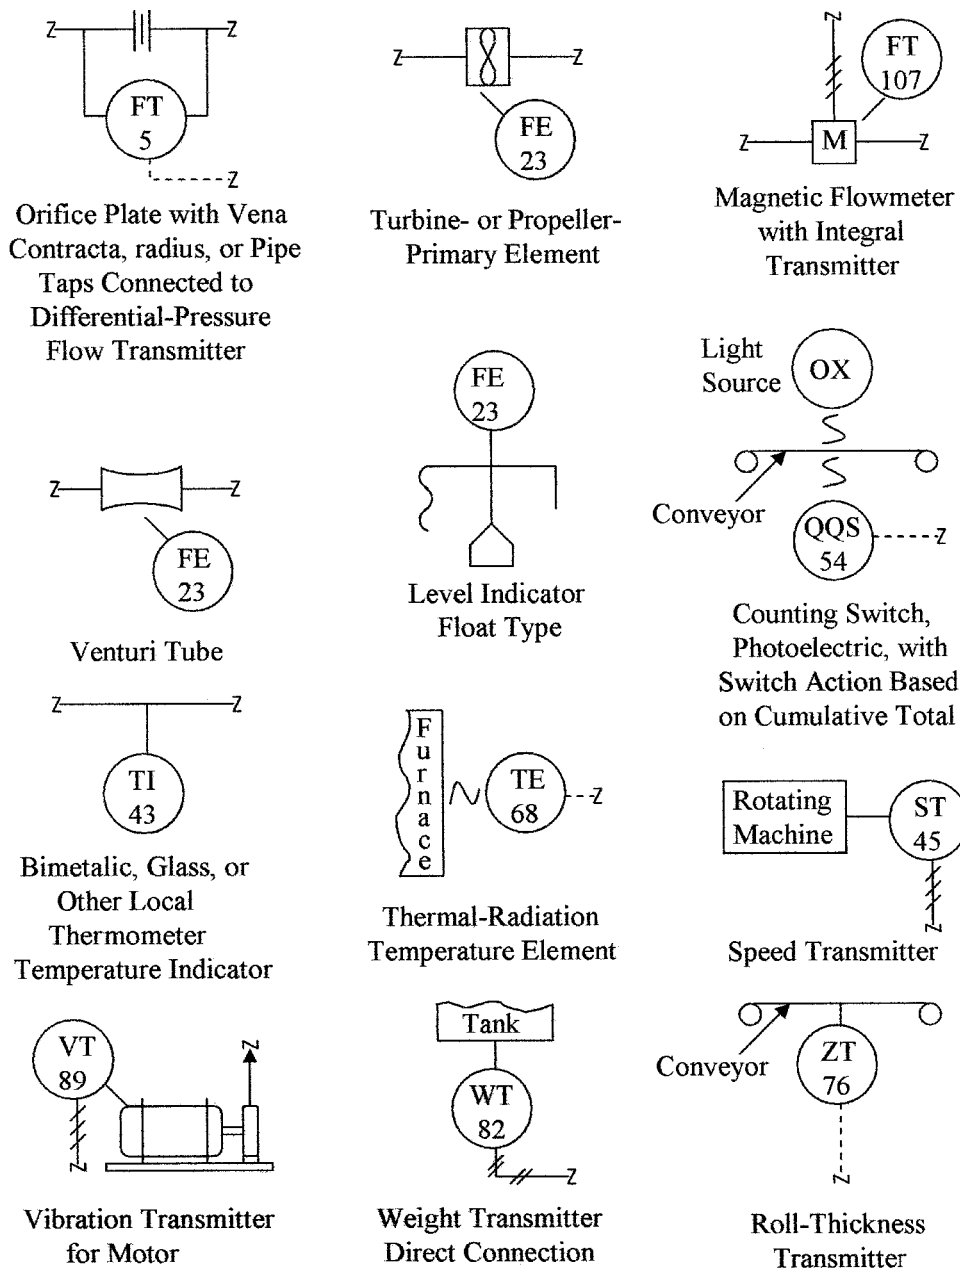 FT
5
Orifice Plate with Vena
Contracta, radius, or Pipe
Taps Connected to
Differential-Pressure
Flow Transmitter
FE
23
Turbine- or Propeller-
Primary Element
FT
107
M
Magnetic Flowmeter
with Integral
Transmitter
FE
23
Venturi Tube
FE
23
Level Indicator
Float Type
Light
Source
OX
Conveyor
QQS
54
Counting Switch,
Photoelectric, with
Switch Action Based
on Cumulative Total
TI
43
Bimetalic, Glass, or
Other Local
Thermometer
Temperature Indicator
Furnace
TE
68
Thermal-Radiation
Temperature Element
Rotating
Machine
ST
45
Speed Transmitter
VT
89
Vibration Transmitter
for Motor
Tank
WT
82
Weight Transmitter
Direct Connection
Conveyor
ZT
76
Roll-Thickness
Transmitter